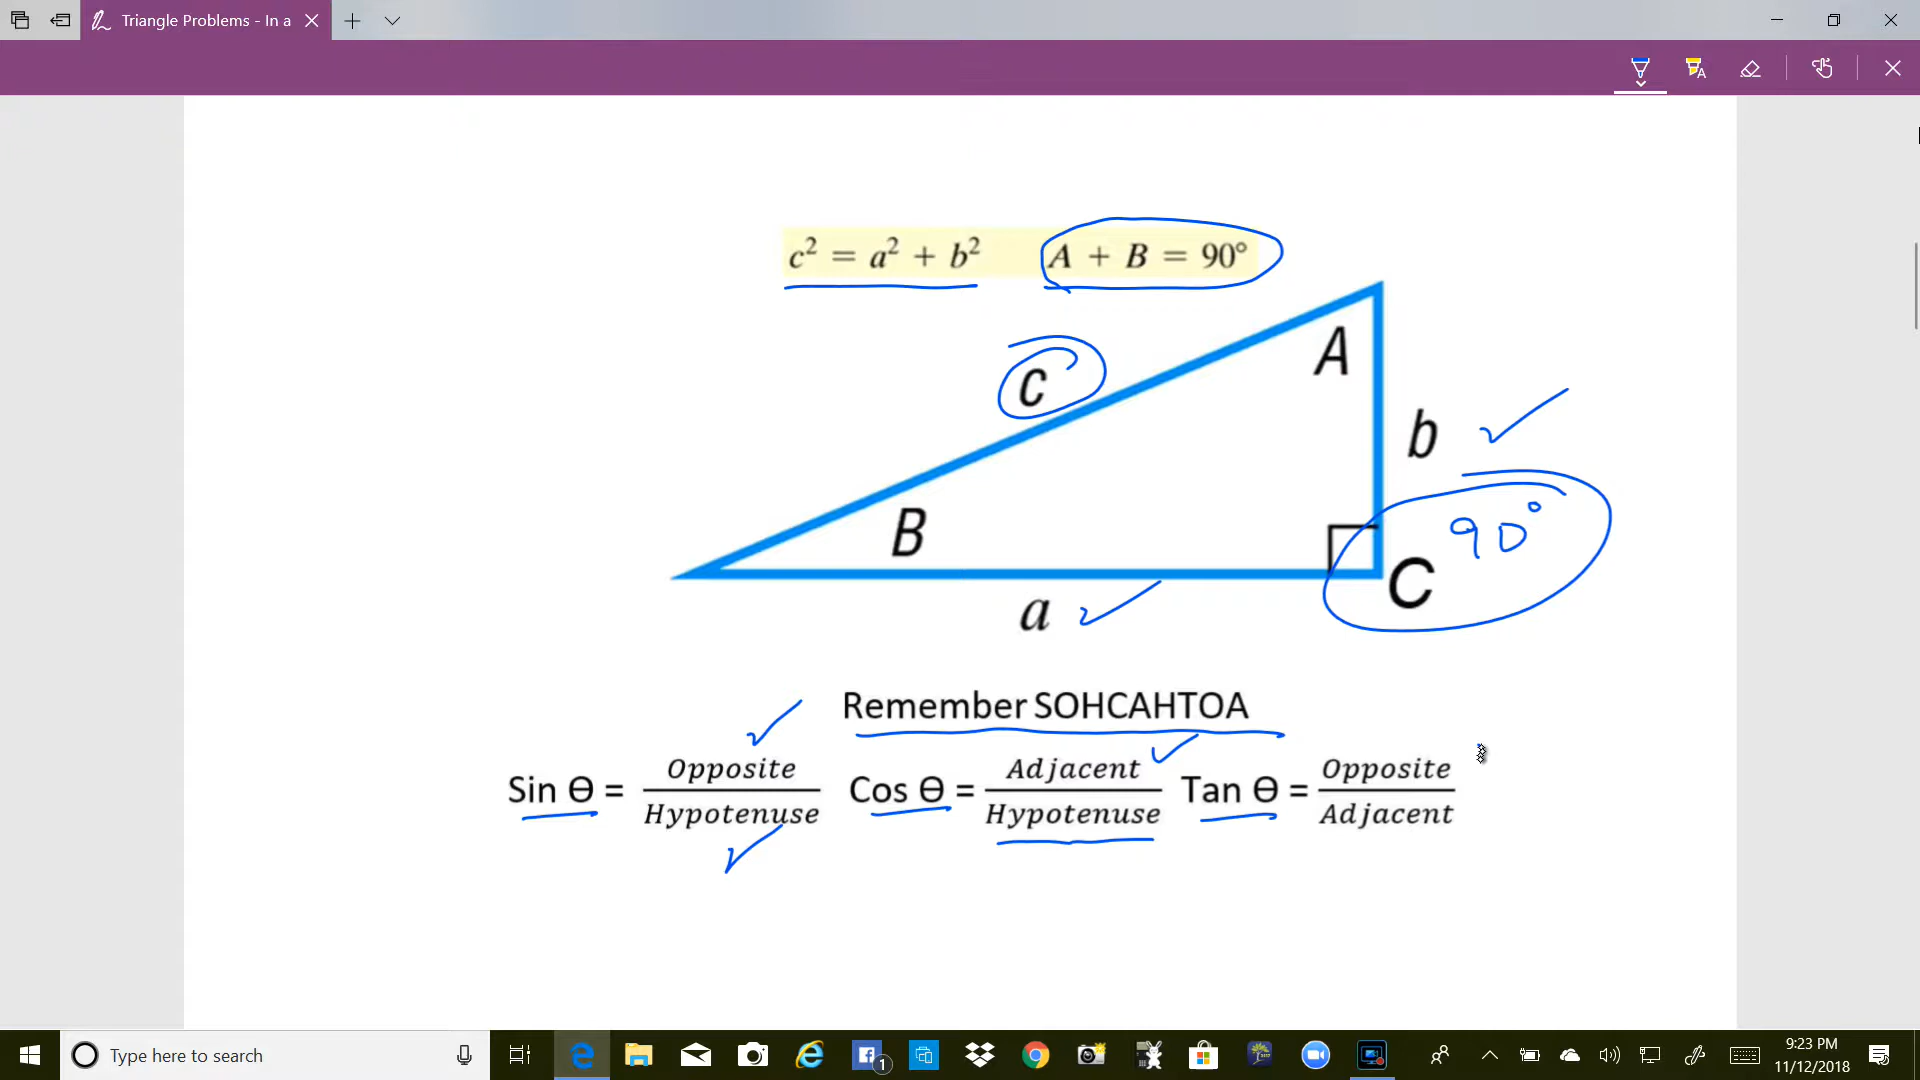 Triangle Problems - In a
c² = a² + b² A + B = 90°
A
c
b
90°
B
C
a
Remember SOHCAHTOA
Sin Θ = Opposite / Hypotenuse Cos Θ = Adjacent / Hypotenuse Tan Θ = Opposite / Adjacent
Type here to search
1
9:23 PM
11/12/2018